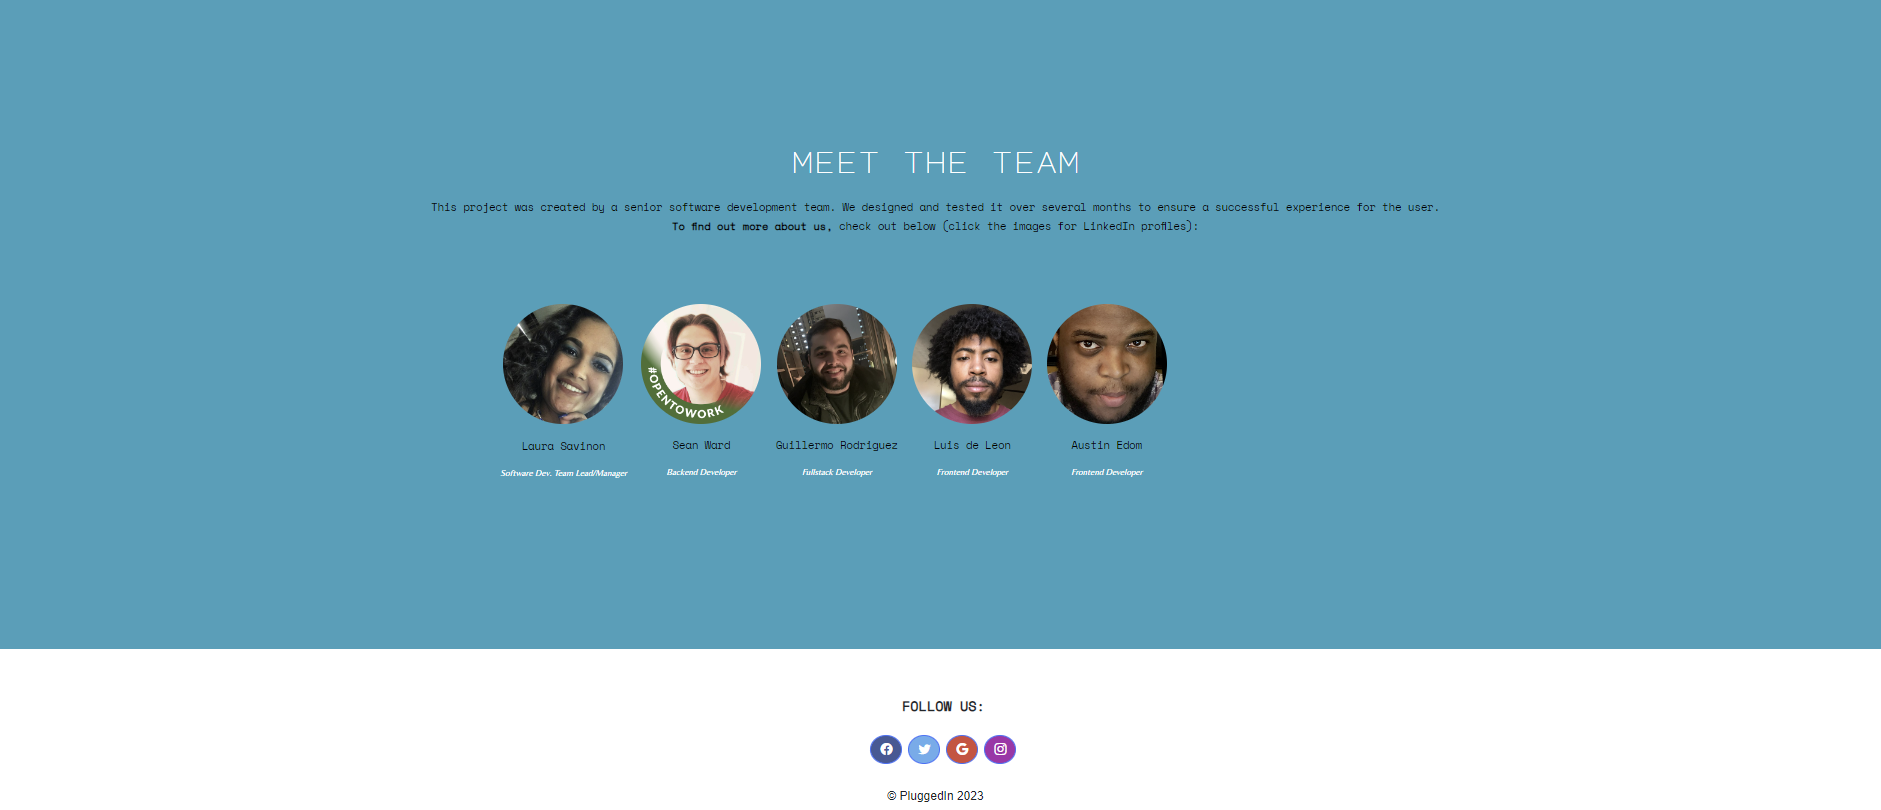 MEET THE TEAM
This project was created by a senior software development team. We designed and tested it over several months to ensure a successful experience for the user.
To find out more about us, check out below (click the images for LinkedIn profiles):
#OPENTOWORK
Laura Savinon
Sean Ward
Guillermo Rodriguez
Luis de Leon
Austin Edom
Software Dev. Team Lead/Manager
Backend Developer
Fullstack Developer
Frontend Developer
Frontend Developer
FOLLOW US:
© PluggedIn 2023